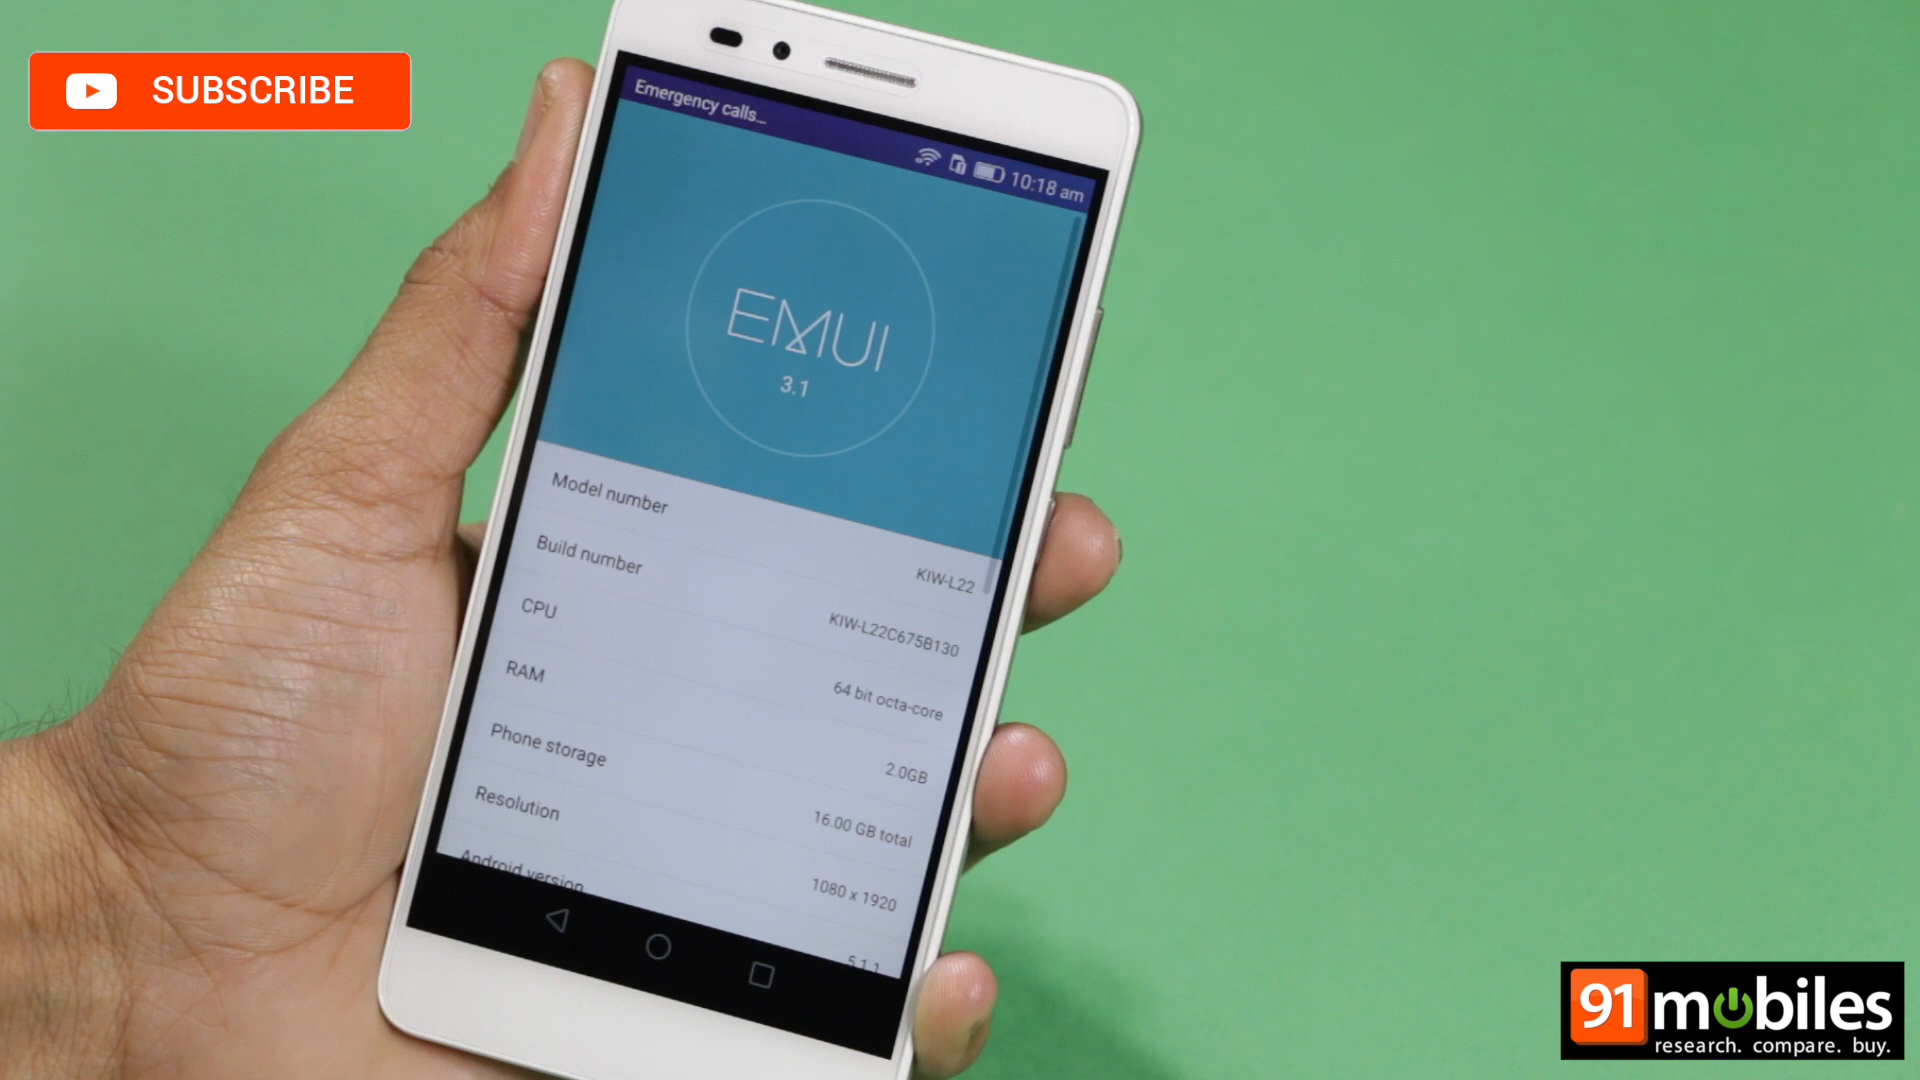 SUBSCRIBE
Emergency calls...
10:18 am
EMUI
3.1
Model number
KIW-L22
Build number
KIW-L22C675B130
CPU
64 bit octa-core
RAM
2.0GB
Phone storage
16.00 GB total
Resolution
1080 x 1920
Android version
5.1.1
91mobiles
research. compare. buy.